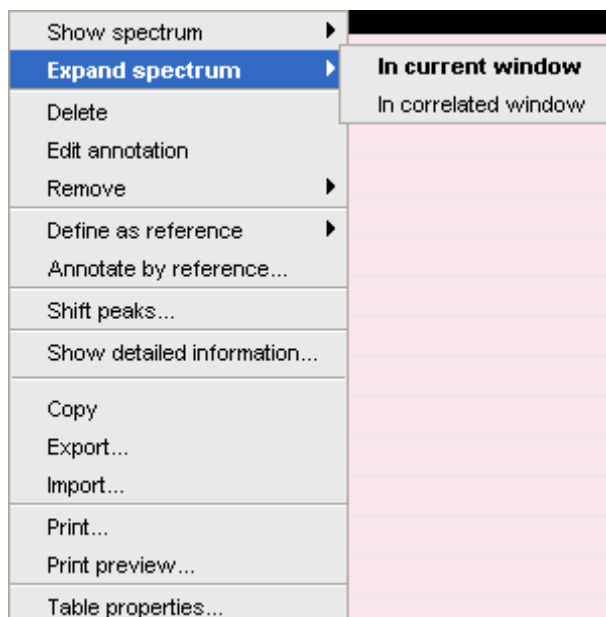 Show spectrum
Expand spectrum
In current window
In correlated window
Delete
Edit annotation
Remove
Define as reference
Annotate by reference...
Shift peaks...
Show detailed information...
Copy
Export...
Import...
Print...
Print preview...
Table properties...